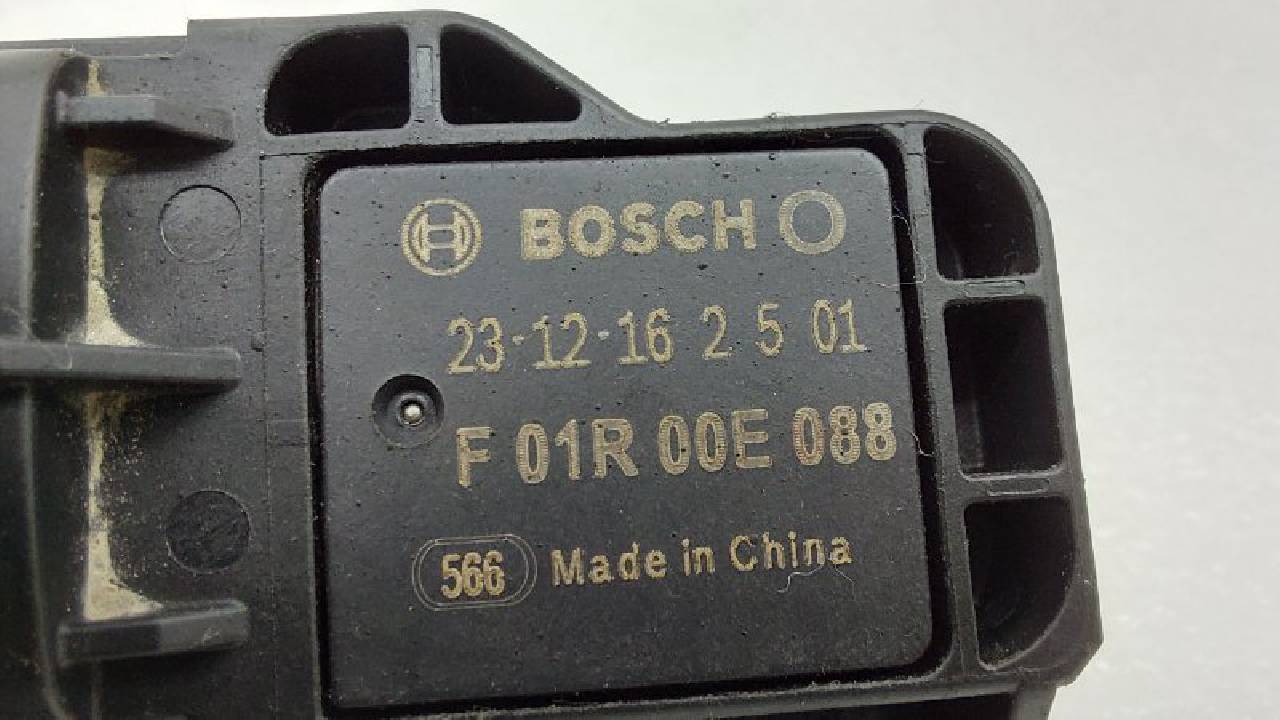 BOSCH
23-12-16 2 5 01
F 01R 00E 088
566 Made in China